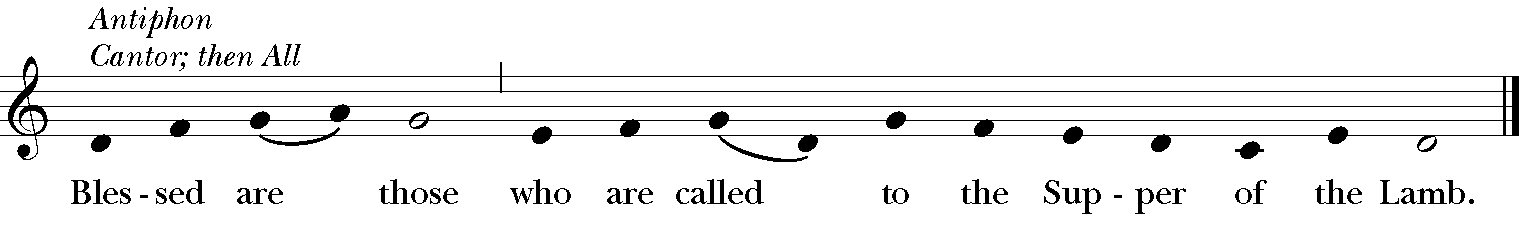 Antiphon
Cantor; then All
Bles - sed are those who are called to the Sup - per of the Lamb.